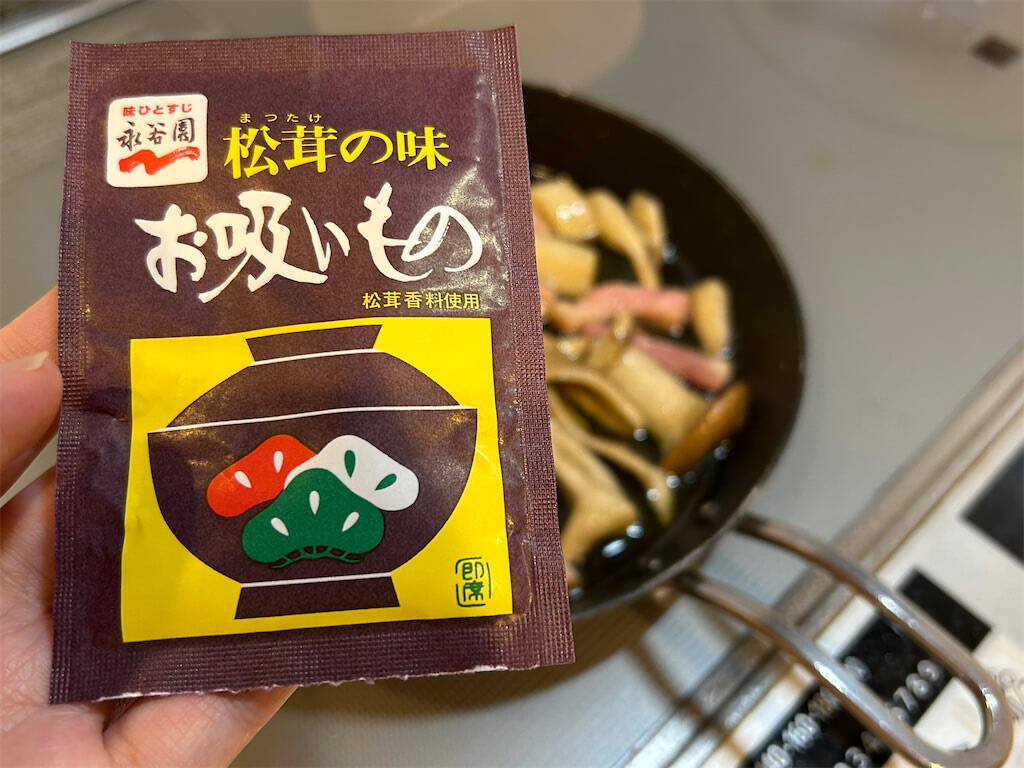 味ひとすじ
永谷園
まつたけ
松茸の味
お吸いもの
松茸香料使用
即席